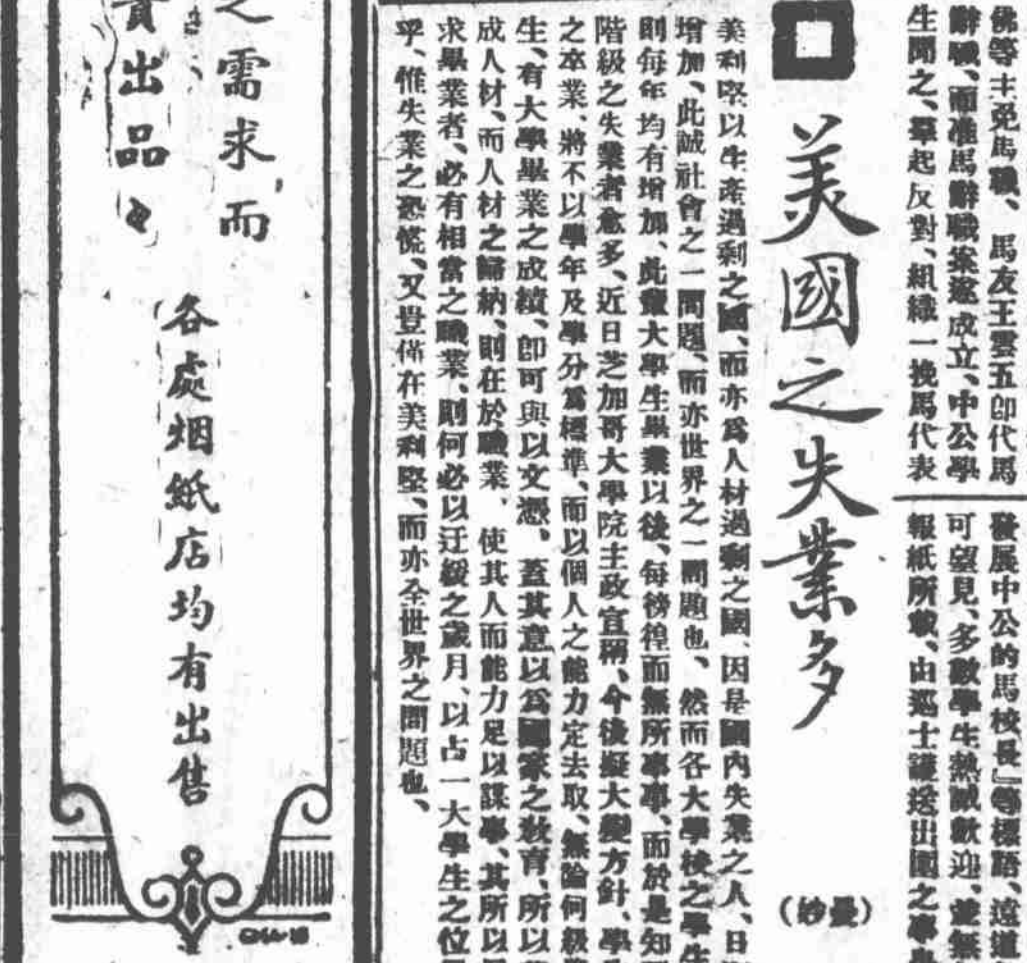 佛等主免馬職、馬友王雲五卽代馬
辭職、而准馬辭職案遂成立、中公學
生聞之、羣起反對、組織一挽馬代表
發展中公的馬校長』等標語、遠道
可望見、多數學生熱誠歡迎、並無
報紙所載、由巡士護送出園之事
美國之失業多
（曼妙）
美利堅以生產過剩之國、而亦爲人材過剩之國、因是國內失業之人、日
增加、此誠社會之一問題、而亦世界之一問題也、然而各大學校之學生
則每年均有增加、此輩大學生畢業以後、每徬徨而無所事事、而於是知
階級之失業者愈多、近日芝加哥大學院主政宣稱、今後擬大變方針、學
之卒業、將不以學年及學分爲標準、而以個人之能力定去取、無論何級
生、有大學畢業之成績、卽可與以文憑、蓋其意以爲國家之敎育、所以
成人材、而人材之歸納、則在於職業、使其人而能力足以謀事、其所以
求畢業者、必有相當之職業、則何必以迂緩之歲月、以占一大學生之位
乎、惟失業之恐慌、又豈僅在美利堅、而亦全世界之問題也、
之需求而
貴出品
各處烟紙店均有出售